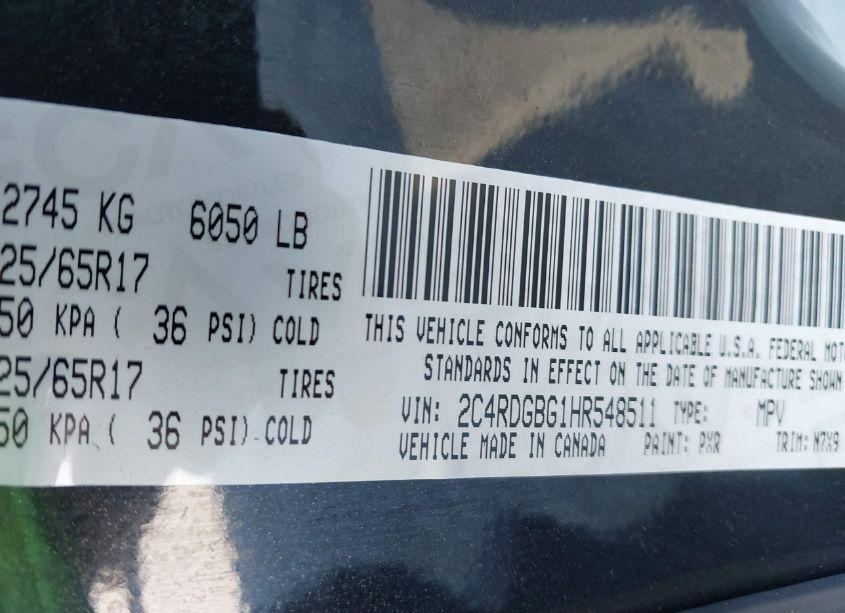 2745 KG 6050 LB
25/65R17 TIRES
50 KPA ( 36 PSI) COLD
25/65R17 TIRES
50 KPA ( 36 PSI) COLD
THIS VEHICLE CONFORMS TO ALL APPLICABLE U.S.A. FEDERAL MOTO
STANDARDS IN EFFECT ON THE DATE OF MANUFACTURE SHOWN
VIN: 2C4RDGBG1HR548511 TYPE: MPV
VEHICLE MADE IN CANADA PAINT: PXR TRIM: N7X9